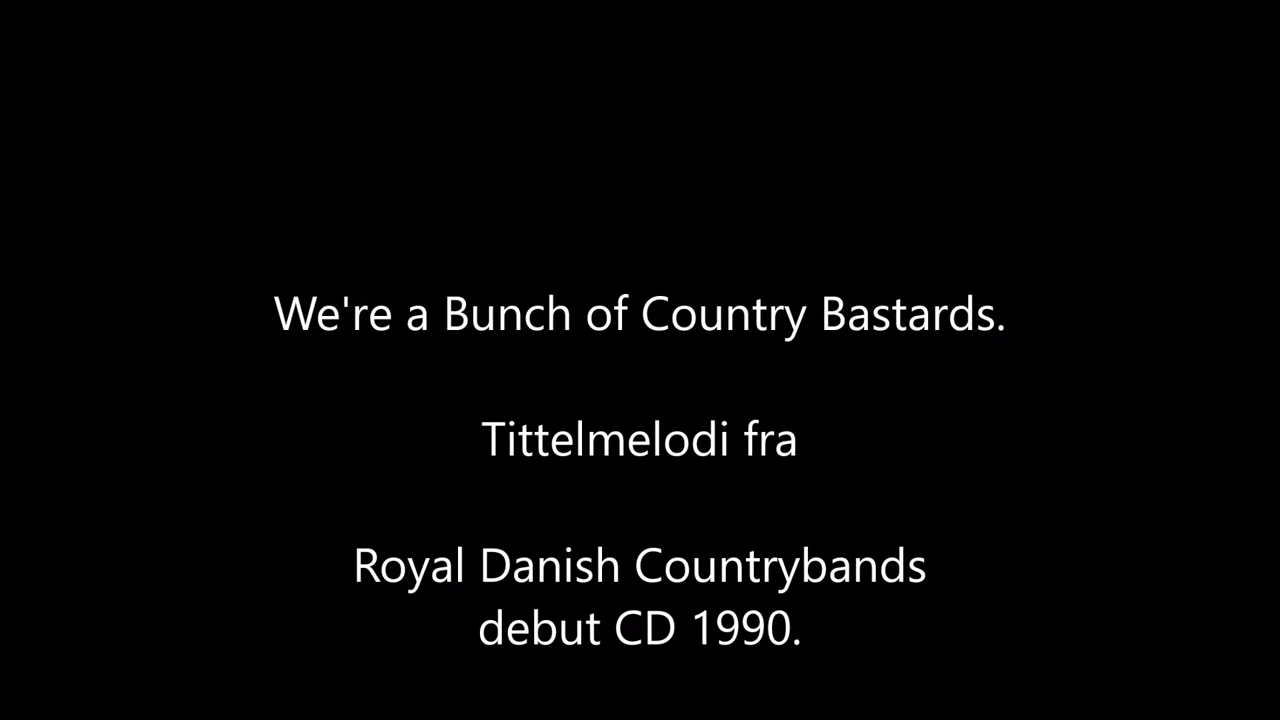 We're a Bunch of Country Bastards.
Tittelmelodi fra
Royal Danish Countrybands
debut CD 1990.